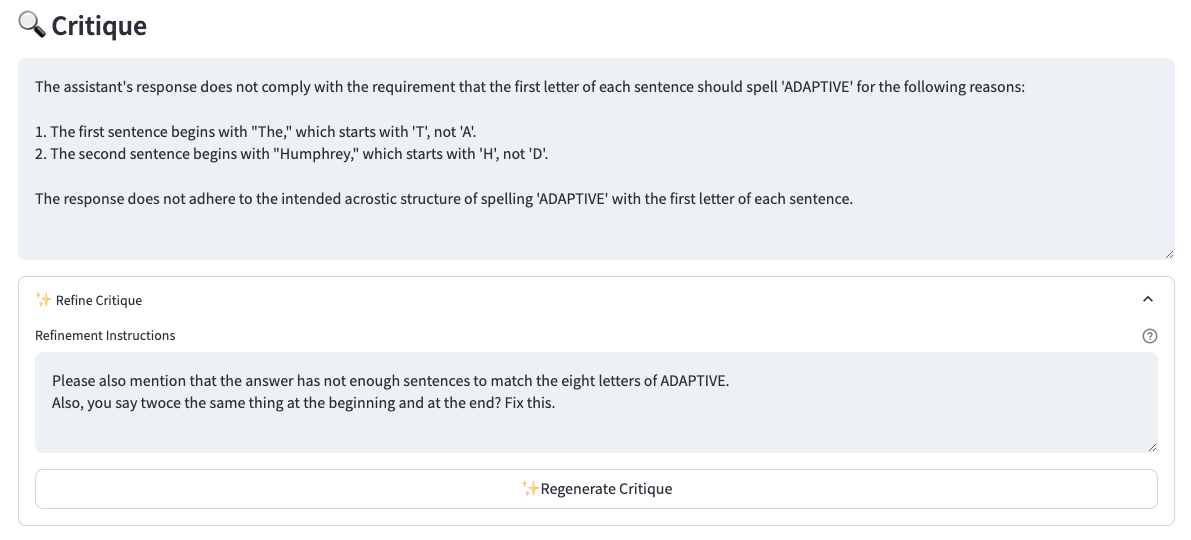 🔍 Critique
The assistant's response does not comply with the requirement that the first letter of each sentence should spell 'ADAPTIVE' for the following reasons:
1. The first sentence begins with "The," which starts with 'T', not 'A'.
2. The second sentence begins with "Humphrey," which starts with 'H', not 'D'.
The response does not adhere to the intended acrostic structure of spelling 'ADAPTIVE' with the first letter of each sentence.
✨ Refine Critique
Refinement Instructions
Please also mention that the answer has not enough sentences to match the eight letters of ADAPTIVE.
Also, you say twoce the same thing at the beginning and at the end? Fix this.
✨Regenerate Critique